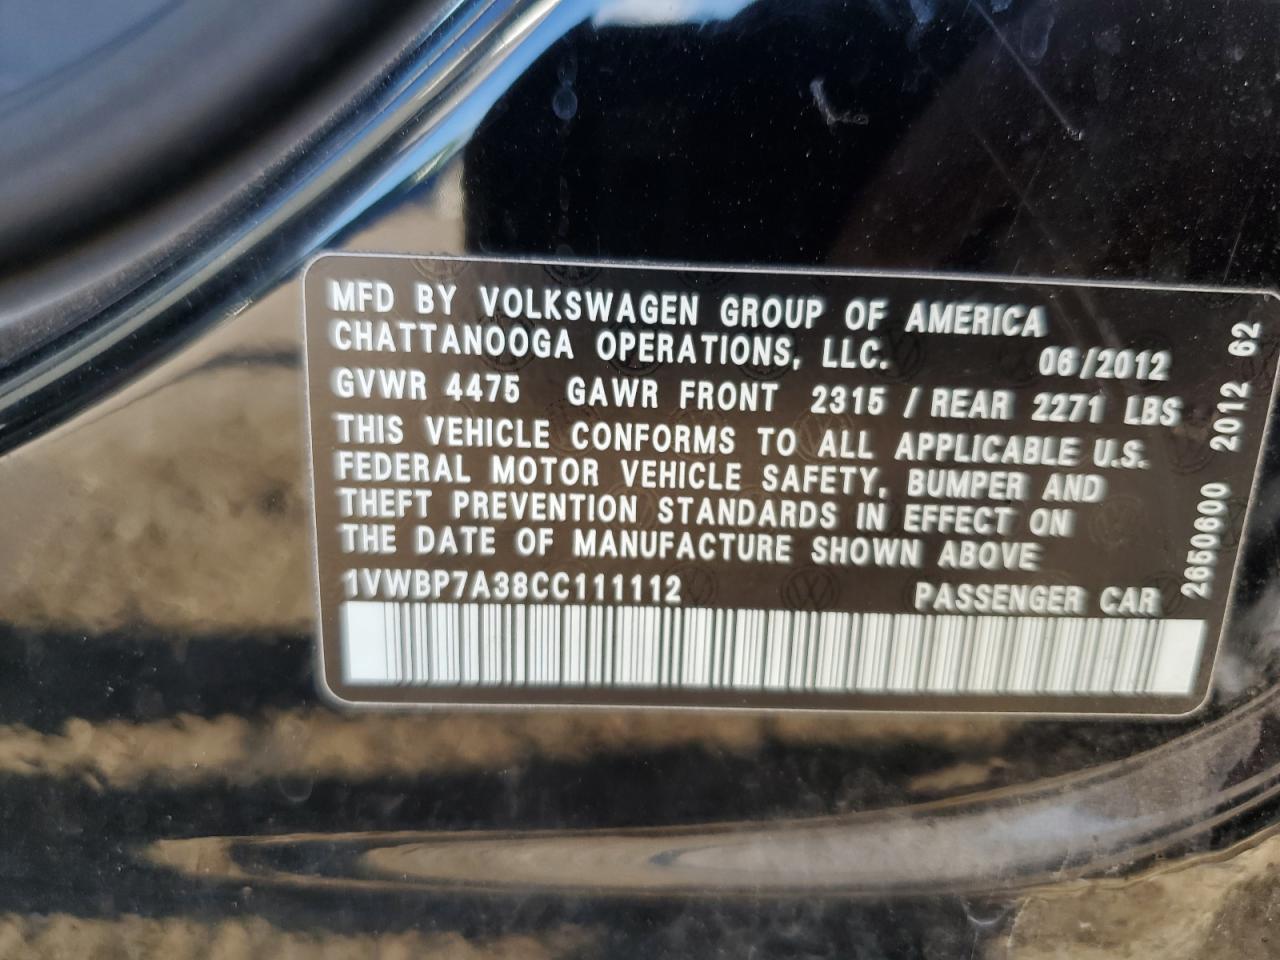 MFD BY VOLKSWAGEN GROUP OF AMERICA
CHATTANOOGA OPERATIONS, LLC. 06/2012
GVWR 4475 GAWR FRONT 2315 / REAR 2271 LBS
THIS VEHICLE CONFORMS TO ALL APPLICABLE U.S.
FEDERAL MOTOR VEHICLE SAFETY, BUMPER AND
THEFT PREVENTION STANDARDS IN EFFECT ON
THE DATE OF MANUFACTURE SHOWN ABOVE
1VWBP7A38CC111112 PASSENGER CAR
2650600 2012 62